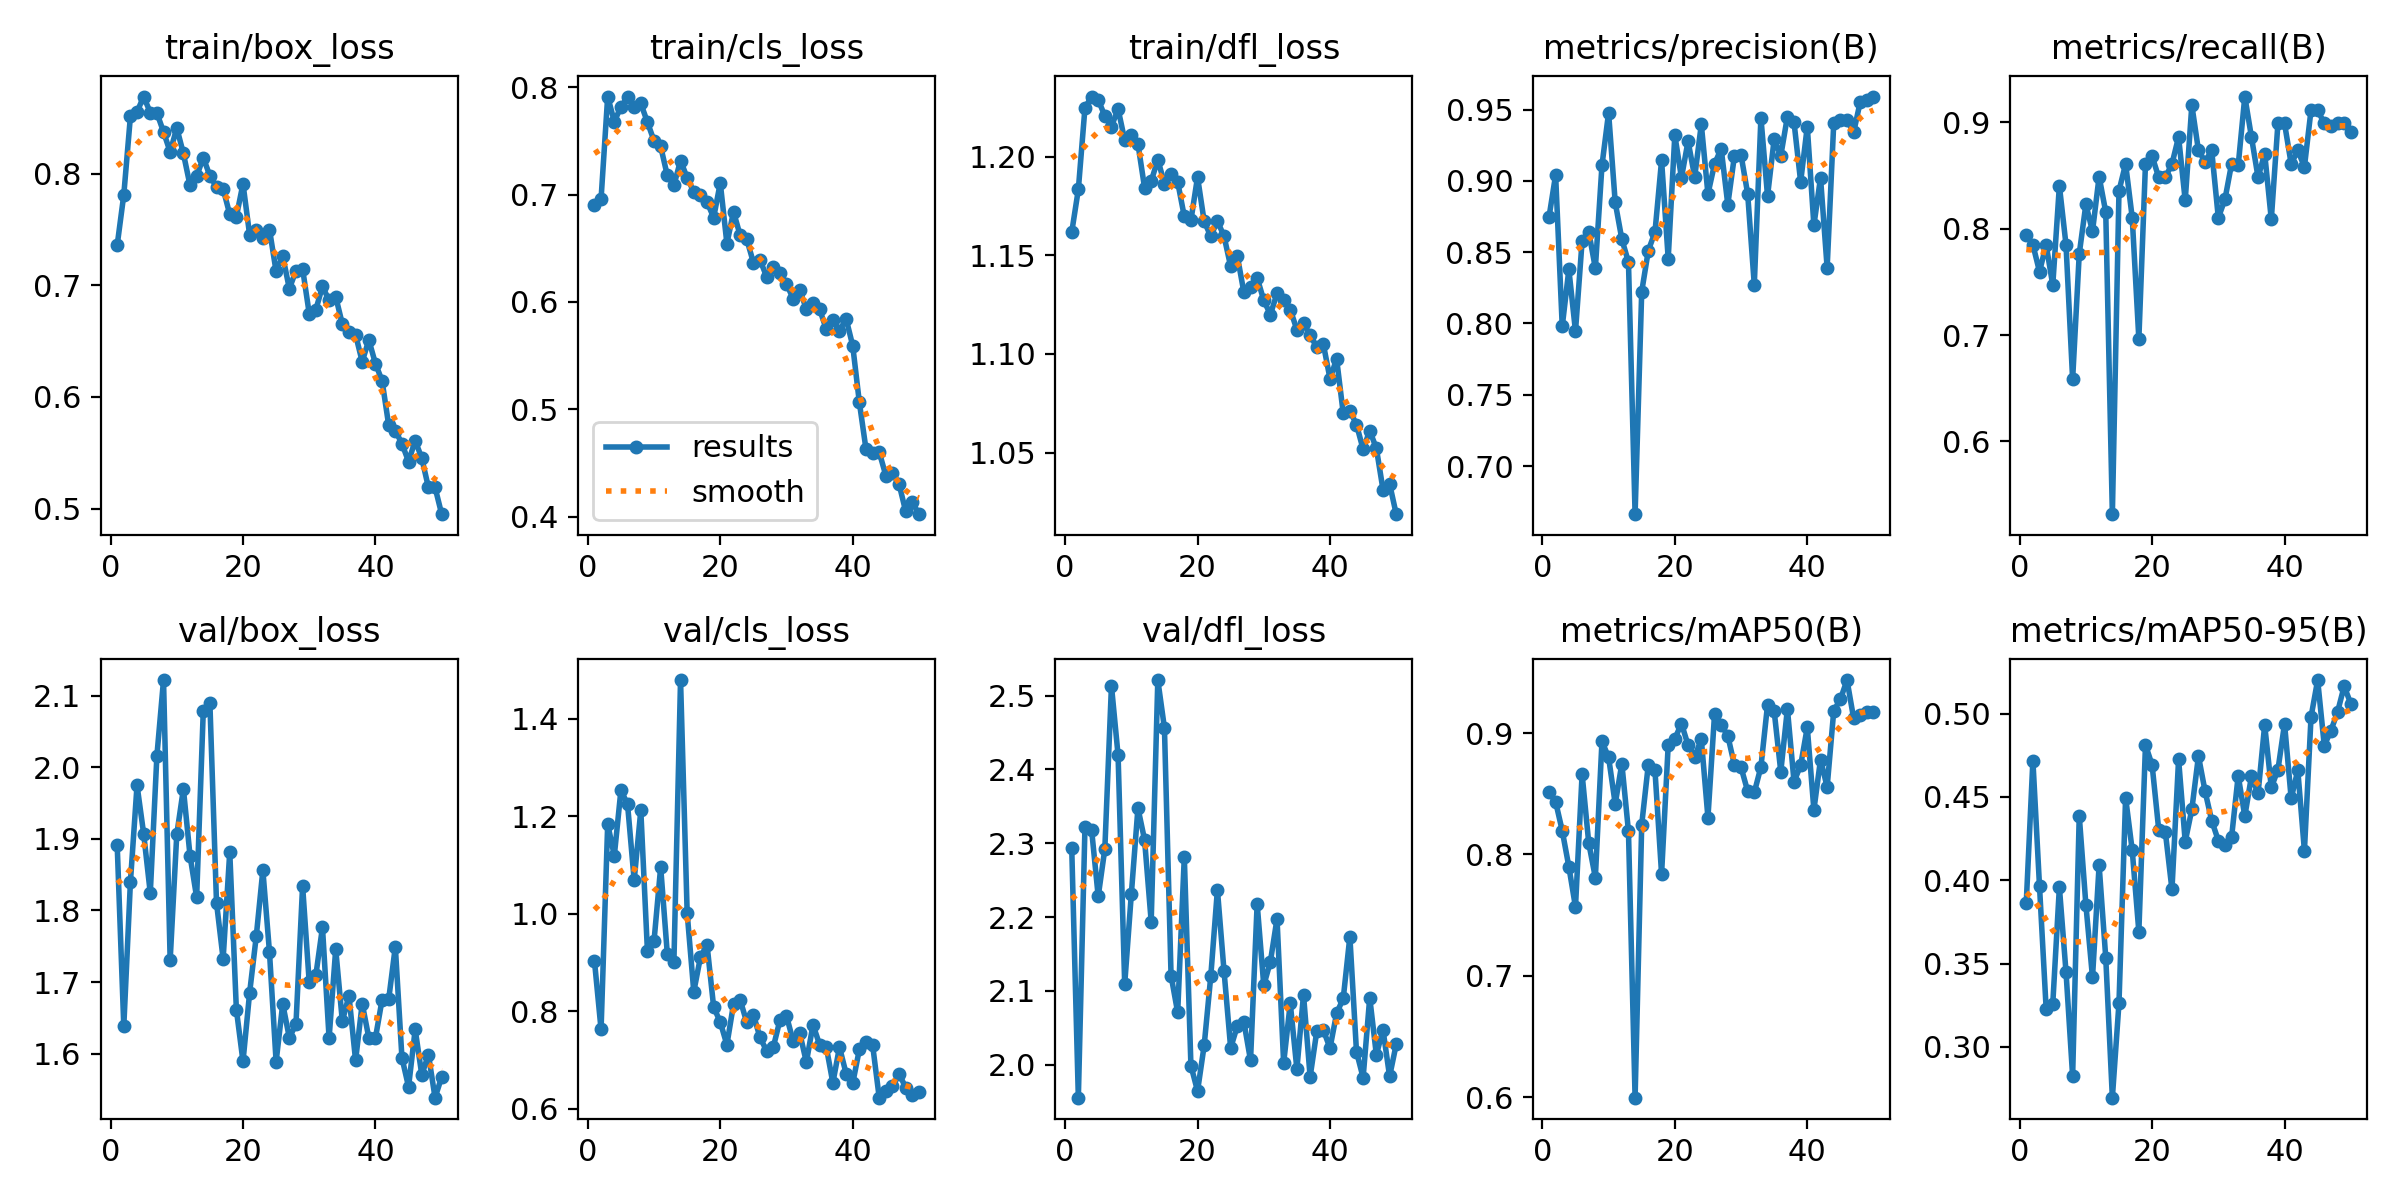 train/box_loss
train/cls_loss
train/dfl_loss
metrics/precision(B)
metrics/recall(B)
0.8
0.7
0.6
0.5
0 20 40
0.8
0.7
0.6
0.5
0.4
results
smooth
0 20 40
1.20
1.15
1.10
1.05
0 20 40
0.95
0.90
0.85
0.80
0.75
0.70
0 20 40
0.9
0.8
0.7
0.6
0 20 40
val/box_loss
val/cls_loss
val/dfl_loss
metrics/mAP50(B)
metrics/mAP50-95(B)
2.1
2.0
1.9
1.8
1.7
1.6
0 20 40
1.4
1.2
1.0
0.8
0.6
0 20 40
2.5
2.4
2.3
2.2
2.1
2.0
0 20 40
0.9
0.8
0.7
0.6
0 20 40
0.50
0.45
0.40
0.35
0.30
0 20 40